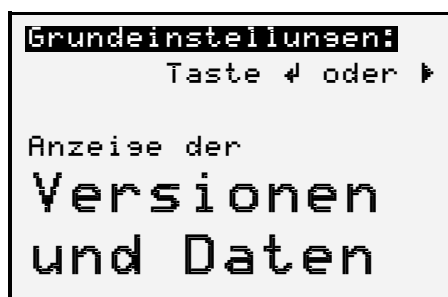 Grundeinstellungen:
Taste ↲ oder ▶
Anzeige der
Versionen
und Daten